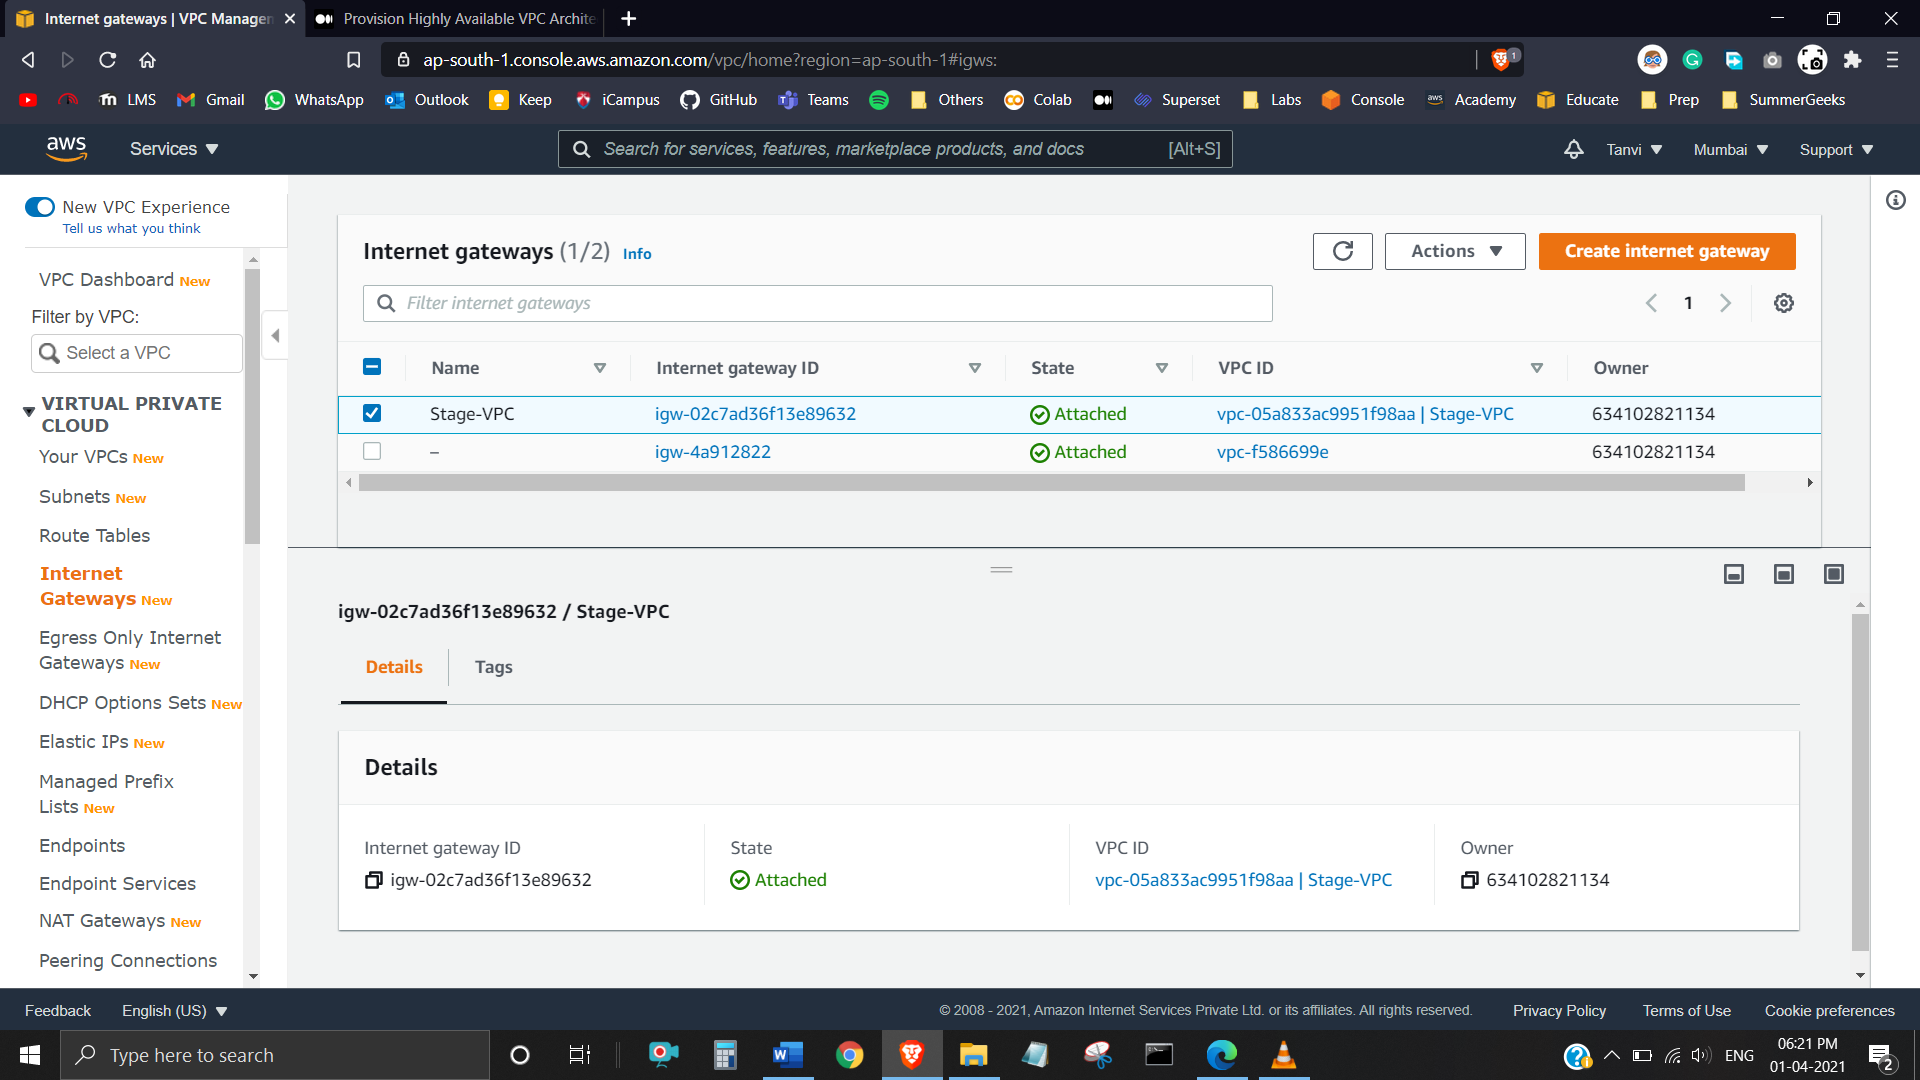 Internet gateways | VPC Managem
Provision Highly Available VPC Archite
ap-south-1.console.aws.amazon.com/vpc/home?region=ap-south-1#igws:
1
LMS
Gmail
WhatsApp
Outlook
Keep
iCampus
GitHub
Teams
Others
Colab
Superset
Labs
Console
aws
Academy
Educate
Prep
SummerGeeks
aws
Services
Search for services, features, marketplace products, and docs
[Alt+S]
Tanvi
Mumbai
Support
New VPC Experience
Tell us what you think
VPC Dashboard New
Filter by VPC:
Select a VPC
VIRTUAL PRIVATE
CLOUD
Your VPCs New
Subnets New
Route Tables
Internet
Gateways New
Egress Only Internet
Gateways New
DHCP Options Sets New
Elastic IPs New
Managed Prefix
Lists New
Endpoints
Endpoint Services
NAT Gateways New
Peering Connections
Internet gateways (1/2) Info
Actions
Create internet gateway
Filter internet gateways
1
Name
Internet gateway ID
State
VPC ID
Owner
Stage-VPC
igw-02c7ad36f13e89632
Attached
vpc-05a833ac9951f98aa | Stage-VPC
634102821134
–
igw-4a912822
Attached
vpc-f586699e
634102821134
igw-02c7ad36f13e89632 / Stage-VPC
Details
Tags
Details
Internet gateway ID
igw-02c7ad36f13e89632
State
Attached
VPC ID
vpc-05a833ac9951f98aa | Stage-VPC
Owner
634102821134
Feedback
English (US)
© 2008 - 2021, Amazon Internet Services Private Ltd. or its affiliates. All rights reserved.
Privacy Policy
Terms of Use
Cookie preferences
Type here to search
ENG
06:21 PM
01-04-2021
2